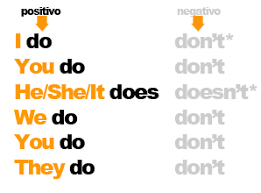 positivo negativo
I do don't*
You do don't
He/She/It does doesn't*
We do don't
You do don't
They do don't